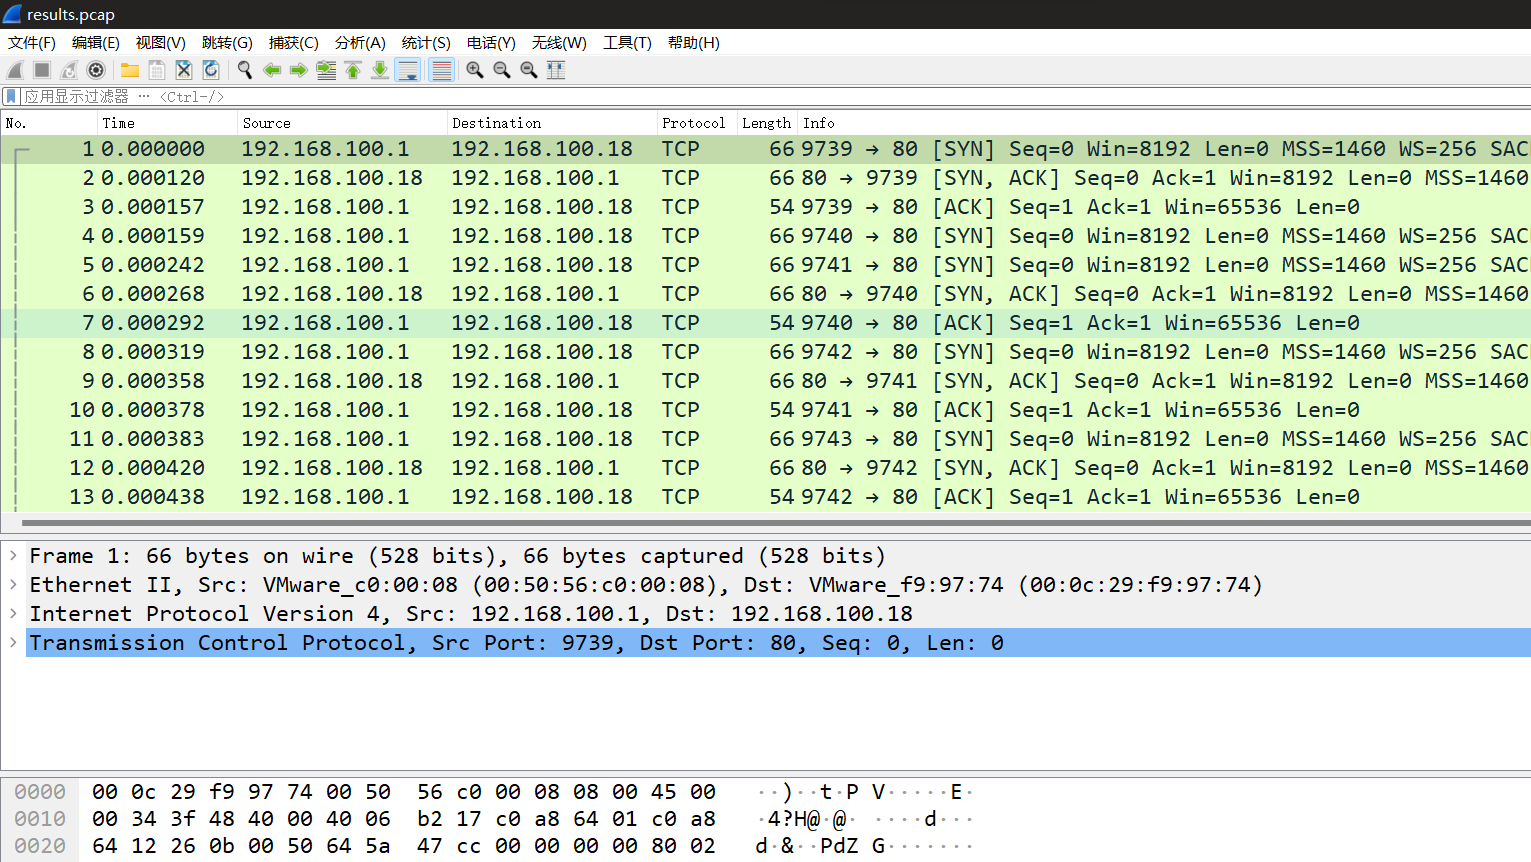 results.pcap
文件(F) 编辑(E) 视图(V) 跳转(G) 捕获(C) 分析(A) 统计(S) 电话(Y) 无线(W) 工具(T) 帮助(H)
应用显示过滤器 … <Ctrl-/>
No. Time Source Destination Protocol Length Info
1 0.000000 192.168.100.1 192.168.100.18 TCP 66 9739 → 80 [SYN] Seq=0 Win=8192 Len=0 MSS=1460 WS=256 SAC
2 0.000120 192.168.100.18 192.168.100.1 TCP 66 80 → 9739 [SYN, ACK] Seq=0 Ack=1 Win=8192 Len=0 MSS=1460
3 0.000157 192.168.100.1 192.168.100.18 TCP 54 9739 → 80 [ACK] Seq=1 Ack=1 Win=65536 Len=0
4 0.000159 192.168.100.1 192.168.100.18 TCP 66 9740 → 80 [SYN] Seq=0 Win=8192 Len=0 MSS=1460 WS=256 SAC
5 0.000242 192.168.100.1 192.168.100.18 TCP 66 9741 → 80 [SYN] Seq=0 Win=8192 Len=0 MSS=1460 WS=256 SAC
6 0.000268 192.168.100.18 192.168.100.1 TCP 66 80 → 9740 [SYN, ACK] Seq=0 Ack=1 Win=8192 Len=0 MSS=1460
7 0.000292 192.168.100.1 192.168.100.18 TCP 54 9740 → 80 [ACK] Seq=1 Ack=1 Win=65536 Len=0
8 0.000319 192.168.100.1 192.168.100.18 TCP 66 9742 → 80 [SYN] Seq=0 Win=8192 Len=0 MSS=1460 WS=256 SAC
9 0.000358 192.168.100.18 192.168.100.1 TCP 66 80 → 9741 [SYN, ACK] Seq=0 Ack=1 Win=8192 Len=0 MSS=1460
10 0.000378 192.168.100.1 192.168.100.18 TCP 54 9741 → 80 [ACK] Seq=1 Ack=1 Win=65536 Len=0
11 0.000383 192.168.100.1 192.168.100.18 TCP 66 9743 → 80 [SYN] Seq=0 Win=8192 Len=0 MSS=1460 WS=256 SAC
12 0.000420 192.168.100.18 192.168.100.1 TCP 66 80 → 9742 [SYN, ACK] Seq=0 Ack=1 Win=8192 Len=0 MSS=1460
13 0.000438 192.168.100.1 192.168.100.18 TCP 54 9742 → 80 [ACK] Seq=1 Ack=1 Win=65536 Len=0
Frame 1: 66 bytes on wire (528 bits), 66 bytes captured (528 bits)
Ethernet II, Src: VMware_c0:00:08 (00:50:56:c0:00:08), Dst: VMware_f9:97:74 (00:0c:29:f9:97:74)
Internet Protocol Version 4, Src: 192.168.100.1, Dst: 192.168.100.18
Transmission Control Protocol, Src Port: 9739, Dst Port: 80, Seq: 0, Len: 0
0000 00 0c 29 f9 97 74 00 50 56 c0 00 08 08 00 45 00 ··)··t·P V·····E·
0010 00 34 3f 48 40 00 40 06 b2 17 c0 a8 64 01 c0 a8 ·4?H@·@· ····d···
0020 64 12 26 0b 00 50 64 5a 47 cc 00 00 00 00 80 02 d·&··PdZ G·······